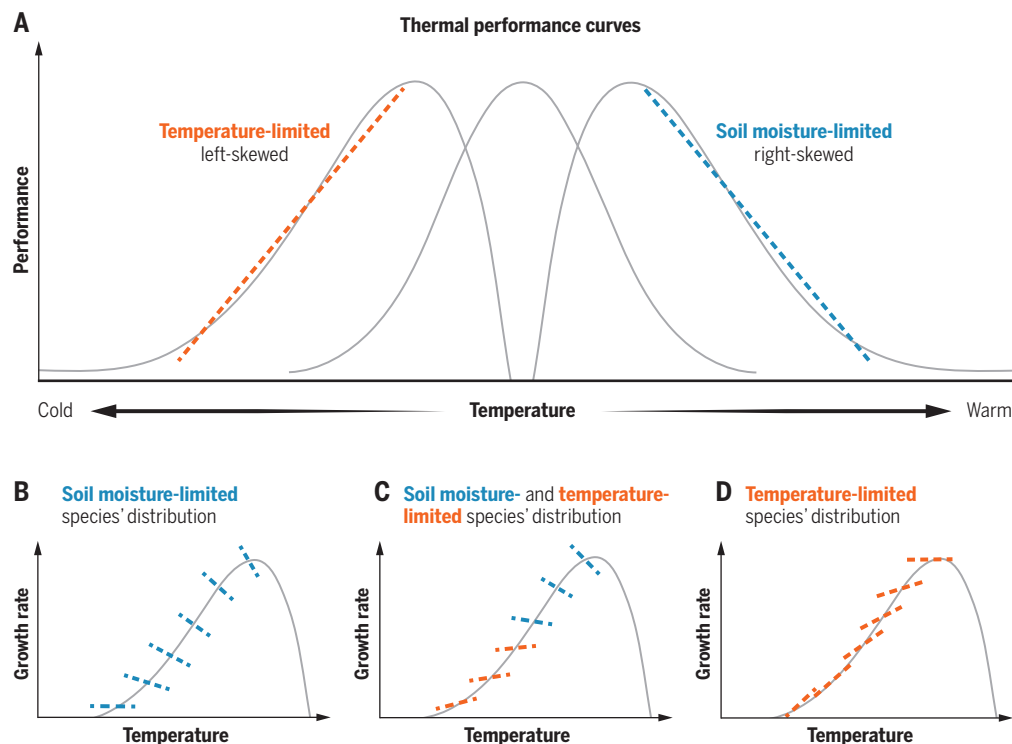 A
Thermal performance curves
Temperature-limited
left-skewed
Soil moisture-limited
right-skewed
Performance
Cold
Temperature
Warm
B
Soil moisture-limited
species’ distribution
Growth rate
Temperature
C
Soil moisture- and temperature-
limited species’ distribution
Growth rate
Temperature
D
Temperature-limited
species’ distribution
Growth rate
Temperature